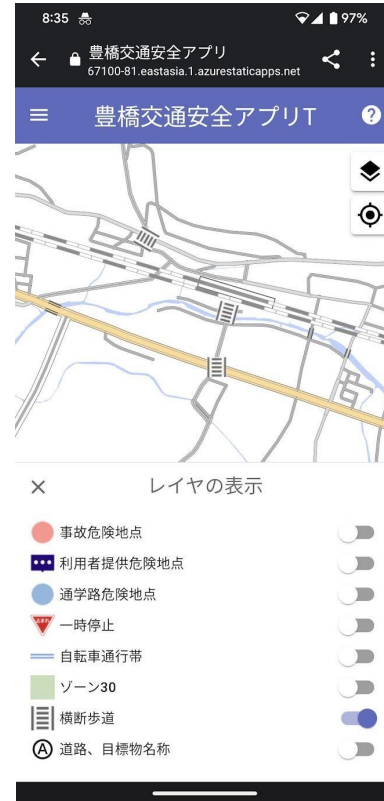 8:35
97%
豊橋交通安全アプリ
67100-81.eastasia.1.azurestaticapps.net
豊橋交通安全アプリT
レイヤの表示
事故危険地点
利用者提供危険地点
通学路危険地点
一時停止
自転車通行帯
ゾーン30
横断歩道
A 道路、目標物名称